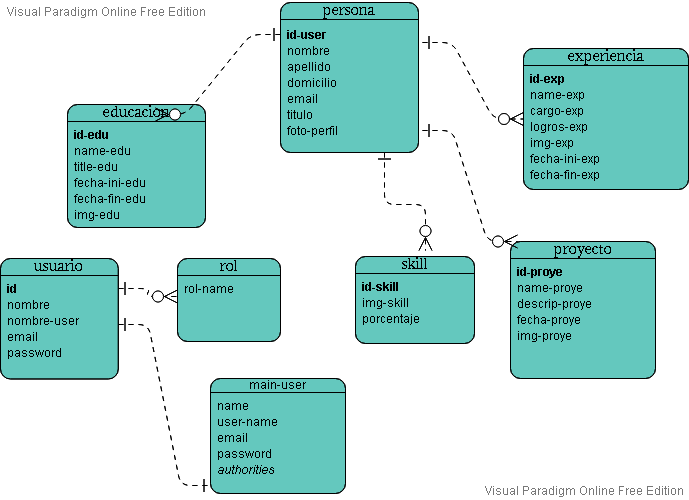 Visual Paradigm Online Free Edition
persona
id-user
nombre
apellido
domicilio
email
titulo
foto-perfil
experiencia
id-exp
name-exp
cargo-exp
logros-exp
img-exp
fecha-ini-exp
fecha-fin-exp
educacion
id-edu
name-edu
title-edu
fecha-ini-edu
fecha-fin-edu
img-edu
usuario
id
nombre
nombre-user
email
password
rol
rol-name
skill
id-skill
img-skill
porcentaje
proyecto
id-proye
name-proye
descrip-proye
fecha-proye
img-proye
main-user
name
user-name
email
password
authorities
Visual Paradigm Online Free Edition